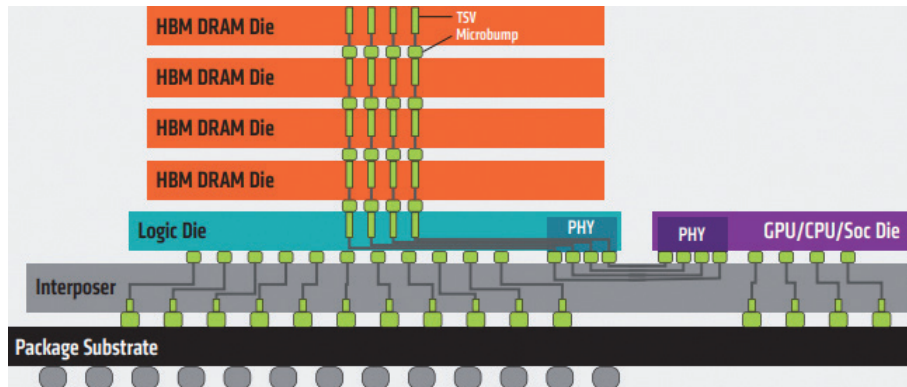 HBM DRAM Die
TSV
Microbump
HBM DRAM Die
HBM DRAM Die
HBM DRAM Die
Logic Die
PHY
PHY
GPU/CPU/Soc Die
Interposer
Package Substrate